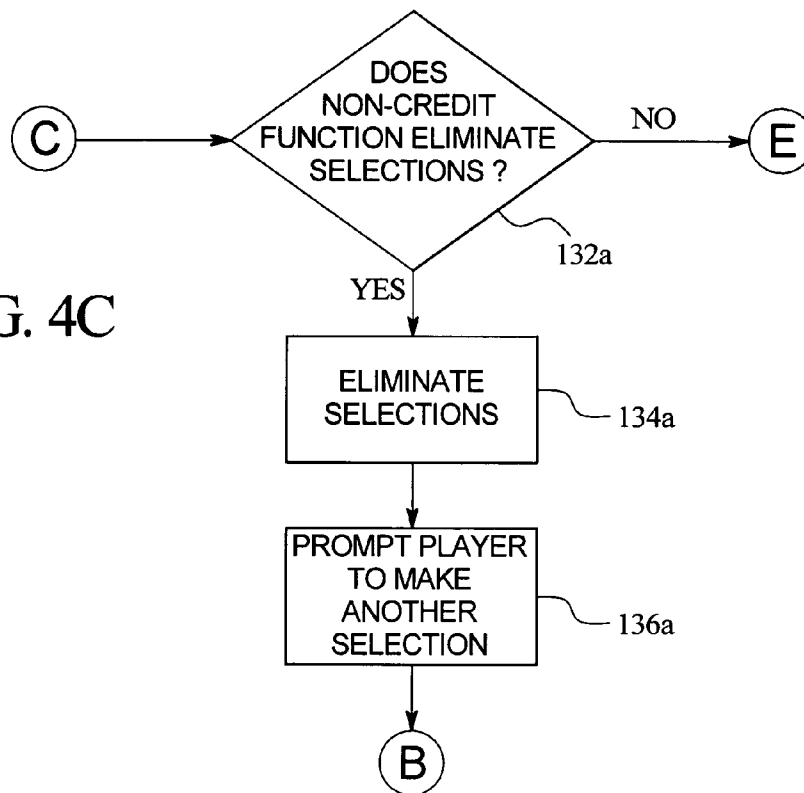 DOES
NON-CREDIT
FUNCTION ELIMINATE
SELECTIONS ?
C
NO
E
132a
YES
G. 4C
ELIMINATE
SELECTIONS
134a
PROMPT PLAYER
TO MAKE
ANOTHER
SELECTION
136a
B